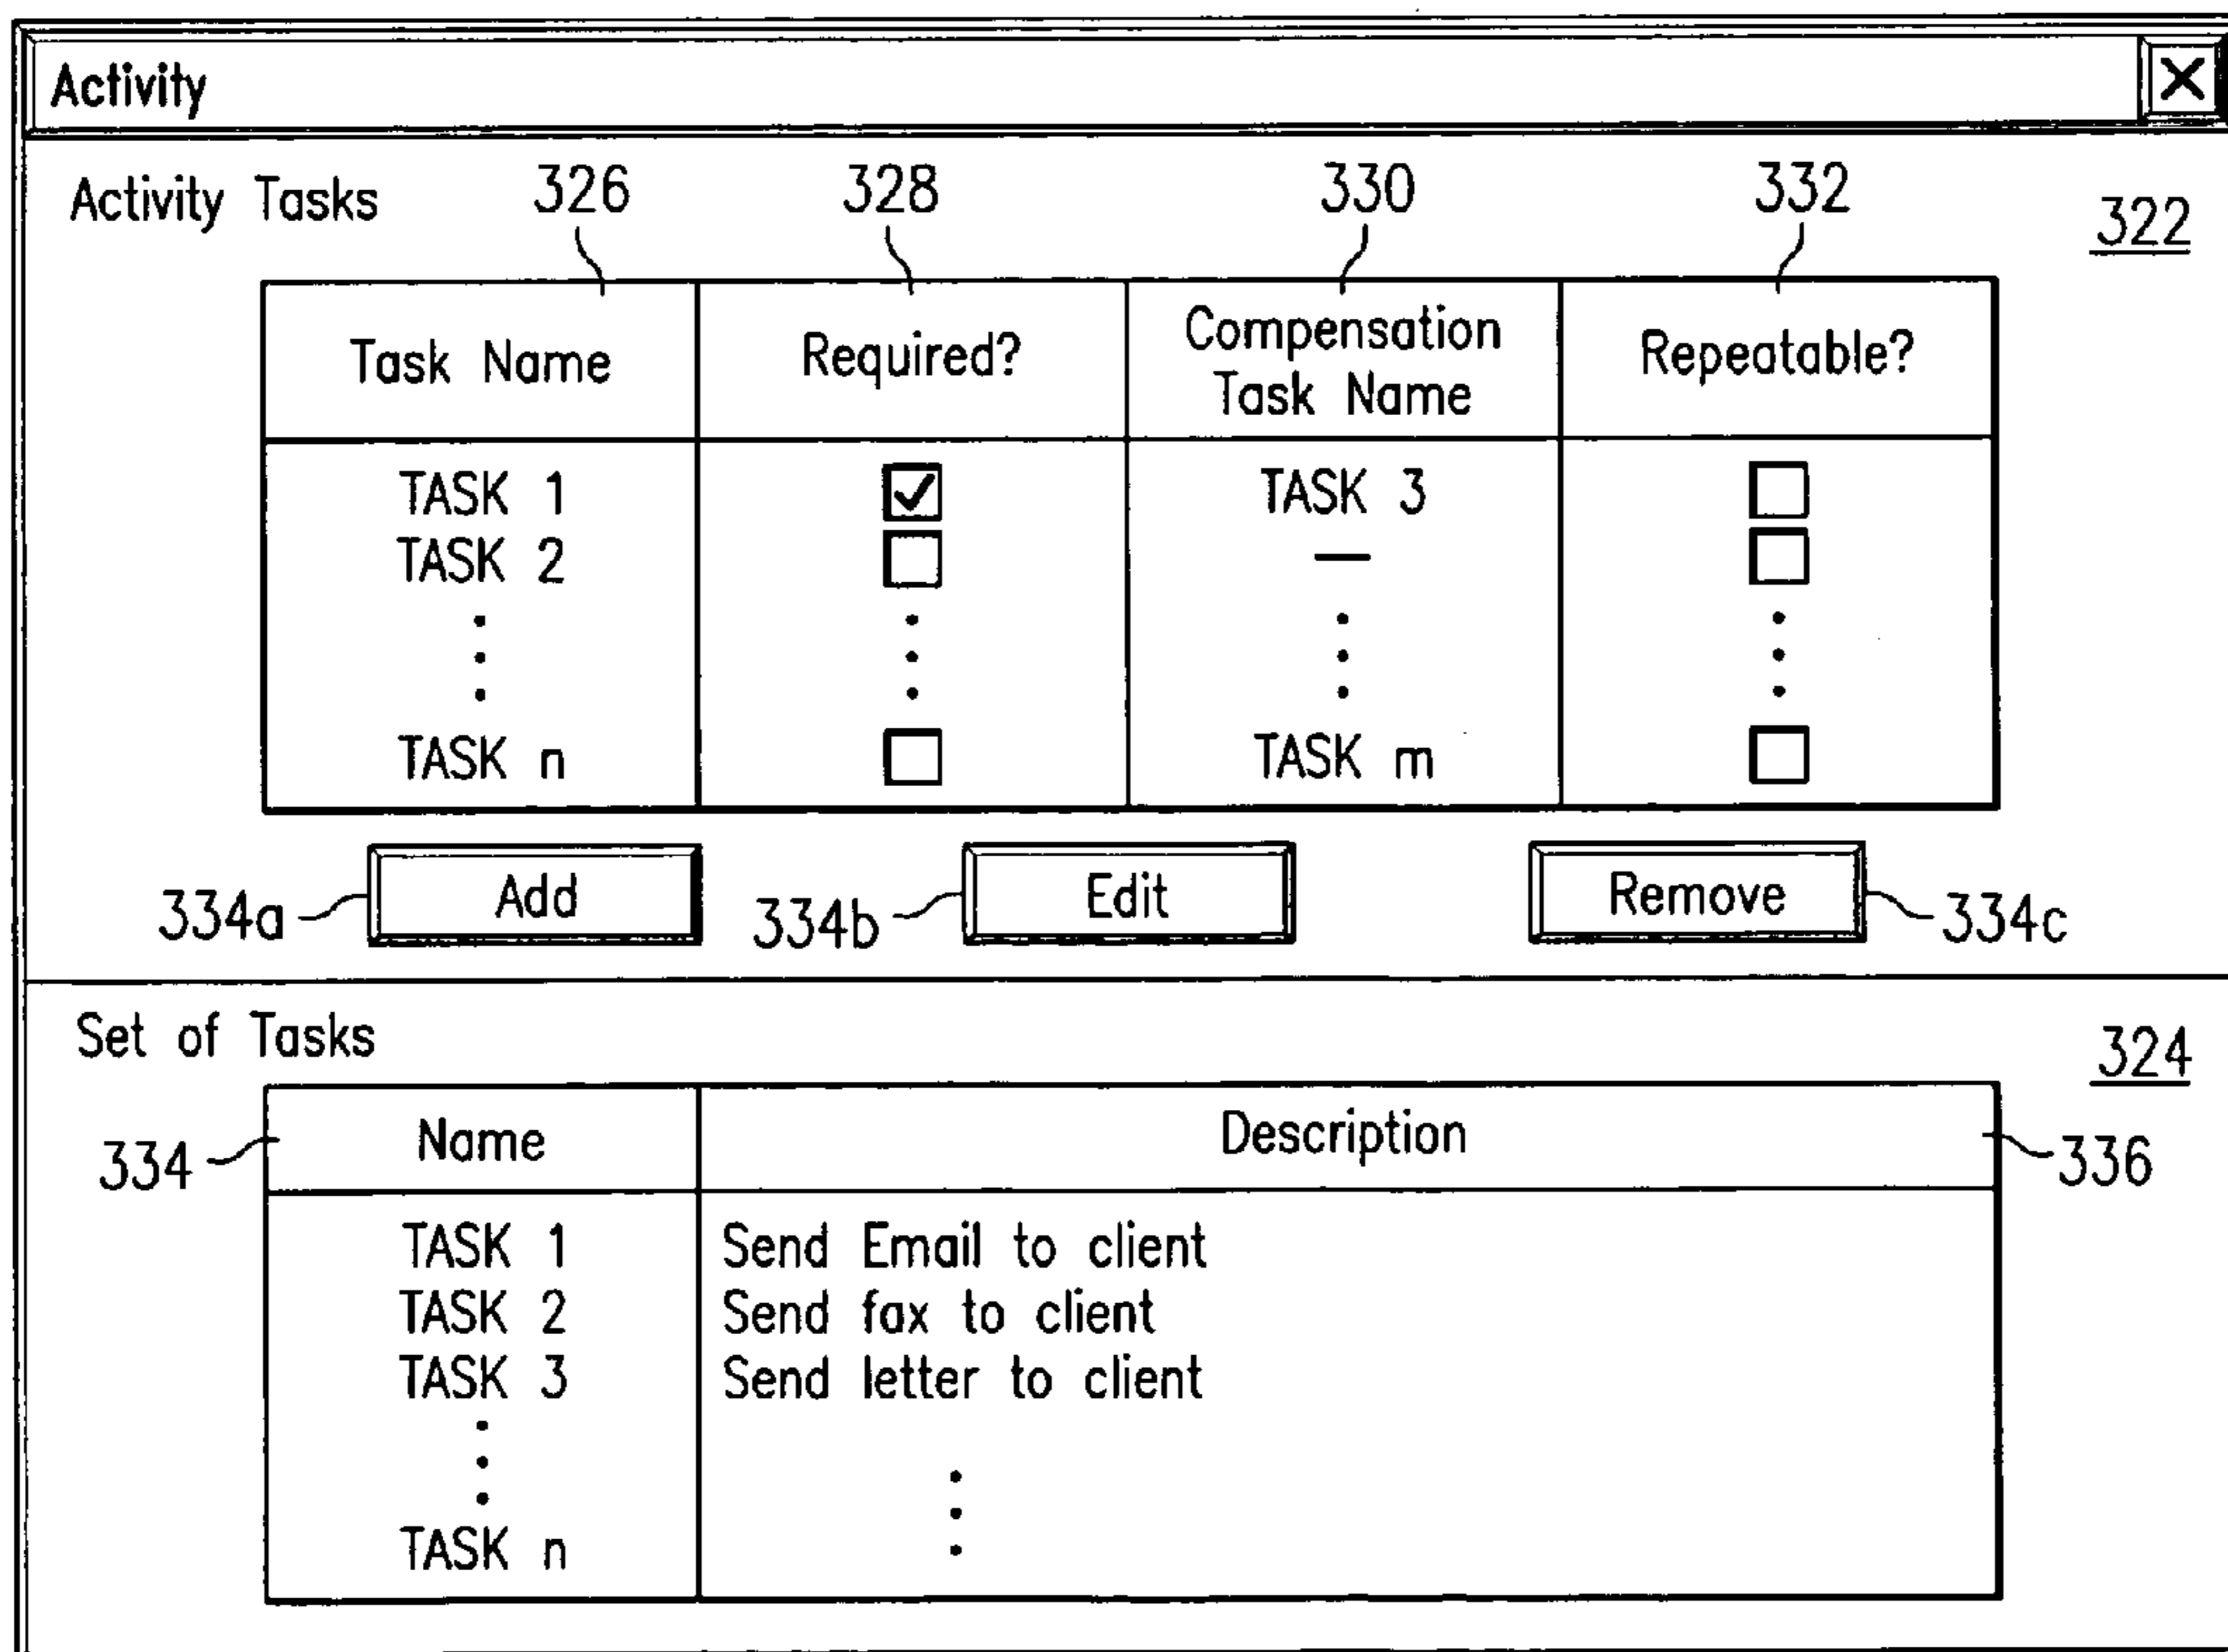 Activity
Activity Tasks 326 328 330 332 322
Task Name Required? Compensation Task Name Repeatable?
TASK 1 TASK 3
TASK 2 —
TASK n TASK m
334a Add 334b Edit Remove 334c
Set of Tasks 324
334 Name Description 336
TASK 1 Send Email to client
TASK 2 Send fax to client
TASK 3 Send letter to client
TASK n